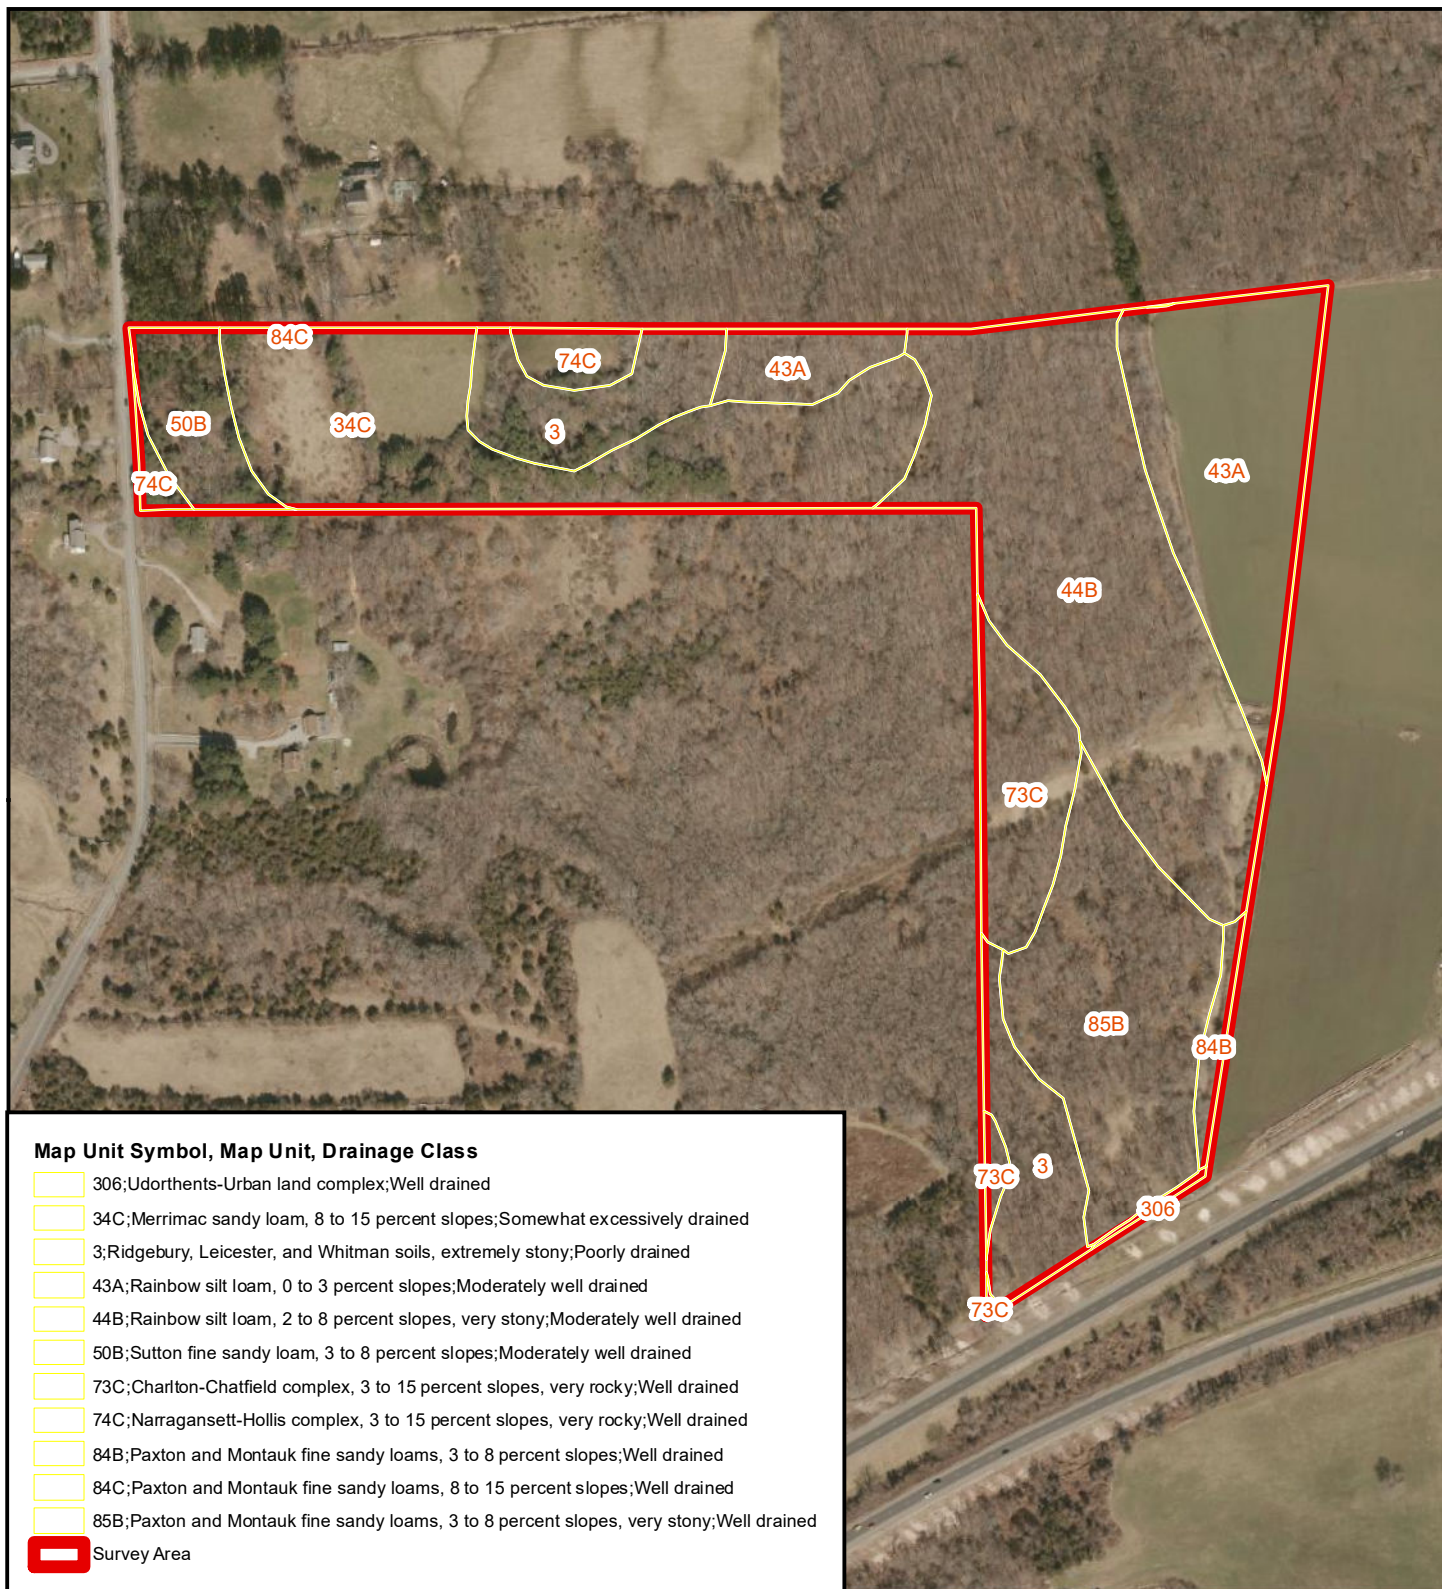 84C
74C
43A
50B
34C
3
43A
74C
44B
73C
85B
84B
3
73C
306
73C
Map Unit Symbol, Map Unit, Drainage Class
306;Udorthents-Urban land complex;Well drained
34C;Merrimac sandy loam, 8 to 15 percent slopes;Somewhat excessively drained
3;Ridgebury, Leicester, and Whitman soils, extremely stony;Poorly drained
43A;Rainbow silt loam, 0 to 3 percent slopes;Moderately well drained
44B;Rainbow silt loam, 2 to 8 percent slopes, very stony;Moderately well drained
50B;Sutton fine sandy loam, 3 to 8 percent slopes;Moderately well drained
73C;Charlton-Chatfield complex, 3 to 15 percent slopes, very rocky;Well drained
74C;Narragansett-Hollis complex, 3 to 15 percent slopes, very rocky;Well drained
84B;Paxton and Montauk fine sandy loams, 3 to 8 percent slopes;Well drained
84C;Paxton and Montauk fine sandy loams, 8 to 15 percent slopes;Well drained
85B;Paxton and Montauk fine sandy loams, 3 to 8 percent slopes, very stony;Well drained
Survey Area